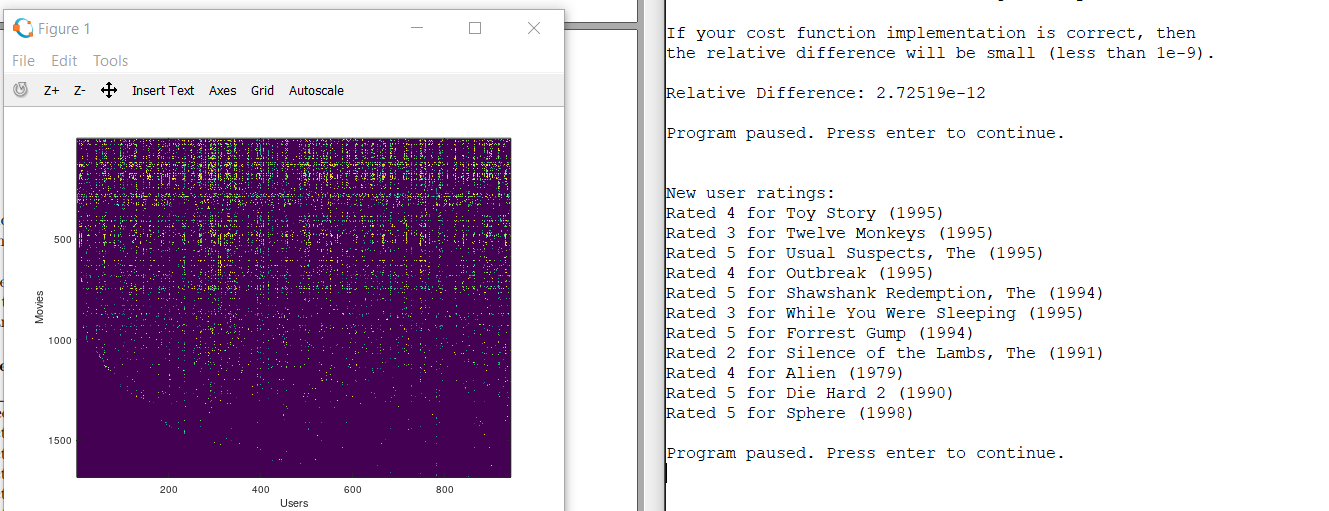 Figure 1
File Edit Tools
Z+ Z- Insert Text Axes Grid Autoscale
500
1000
1500
Movies
200 400 600 800
Users
If your cost function implementation is correct, then
the relative difference will be small (less than 1e-9).
Relative Difference: 2.72519e-12
Program paused. Press enter to continue.
New user ratings:
Rated 4 for Toy Story (1995)
Rated 3 for Twelve Monkeys (1995)
Rated 5 for Usual Suspects, The (1995)
Rated 4 for Outbreak (1995)
Rated 5 for Shawshank Redemption, The (1994)
Rated 3 for While You Were Sleeping (1995)
Rated 5 for Forrest Gump (1994)
Rated 2 for Silence of the Lambs, The (1991)
Rated 4 for Alien (1979)
Rated 5 for Die Hard 2 (1990)
Rated 5 for Sphere (1998)
Program paused. Press enter to continue.